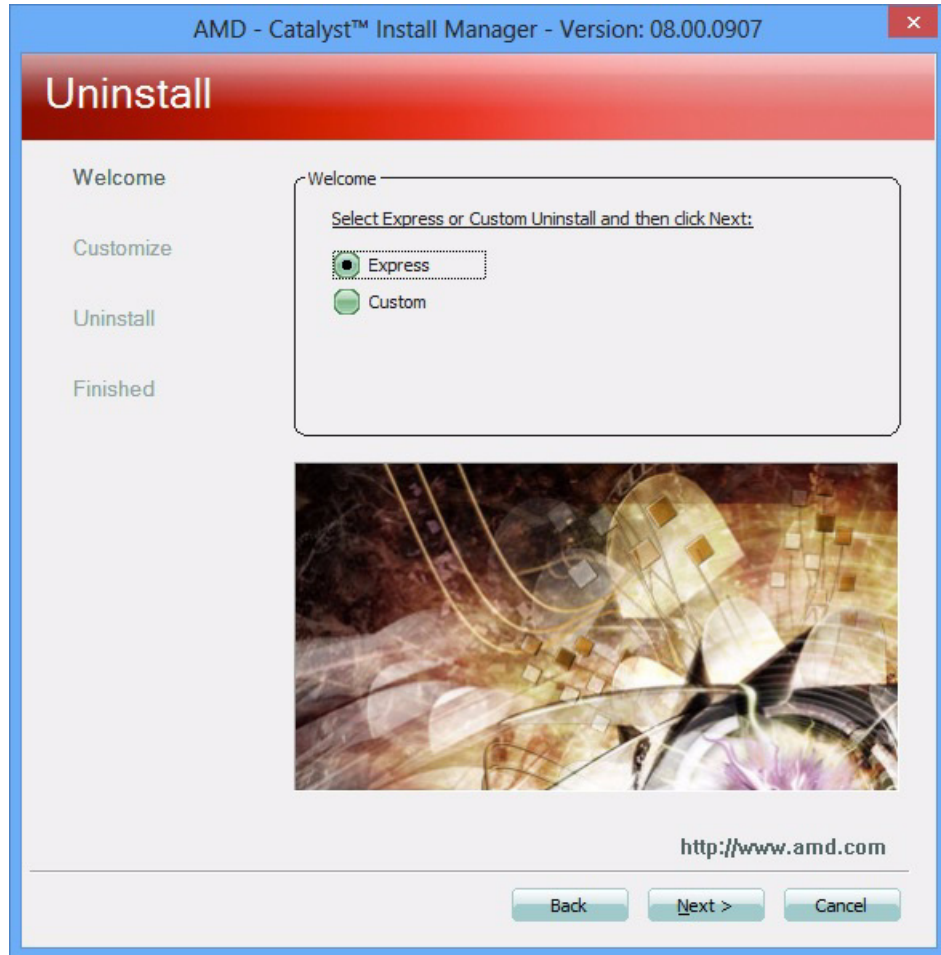 AMD - Catalyst™ Install Manager - Version: 08.00.0907
Uninstall
Welcome
Customize
Uninstall
Finished
Welcome
Select Express or Custom Uninstall and then click Next:
Express
Custom
http://www.amd.com
Back
Next >
Cancel